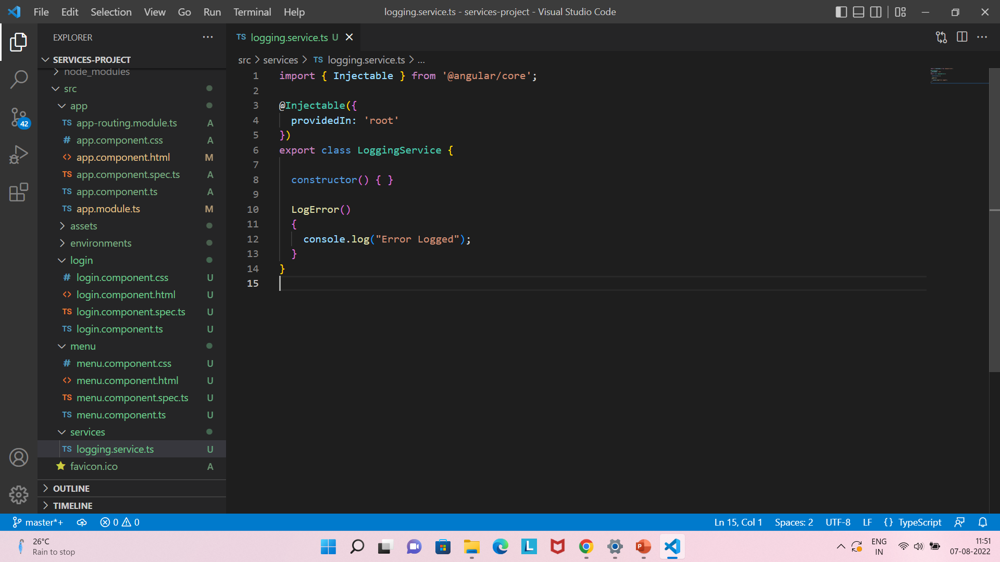 File Edit Selection View Go Run Terminal Help
logging.service.ts - services-project - Visual Studio Code
EXPLORER
SERVICES-PROJECT
node_modules
src
app
TS app-routing.module.ts A
# app.component.css A
<> app.component.html M
TS app.component.spec.ts A
TS app.component.ts A
TS app.module.ts M
assets
environments
login
# login.component.css U
<> login.component.html U
TS login.component.spec.ts U
TS login.component.ts U
menu
# menu.component.css U
<> menu.component.html U
TS menu.component.spec.ts U
TS menu.component.ts U
services
TS logging.service.ts U
favicon.ico A
OUTLINE
TIMELINE
42
TS logging.service.ts U
src > services > TS logging.service.ts > ...
1 import { Injectable } from '@angular/core';
2
3 @Injectable({
4 providedIn: 'root'
5 })
6 export class LoggingService {
7
8 constructor() { }
9
10 LogError()
11 {
12 console.log("Error Logged");
13 }
14 }
15
master*+ 0 0
Ln 15, Col 1 Spaces: 2 UTF-8 LF {} TypeScript
26°C
Rain to stop
ENG
IN
11:51
07-08-2022